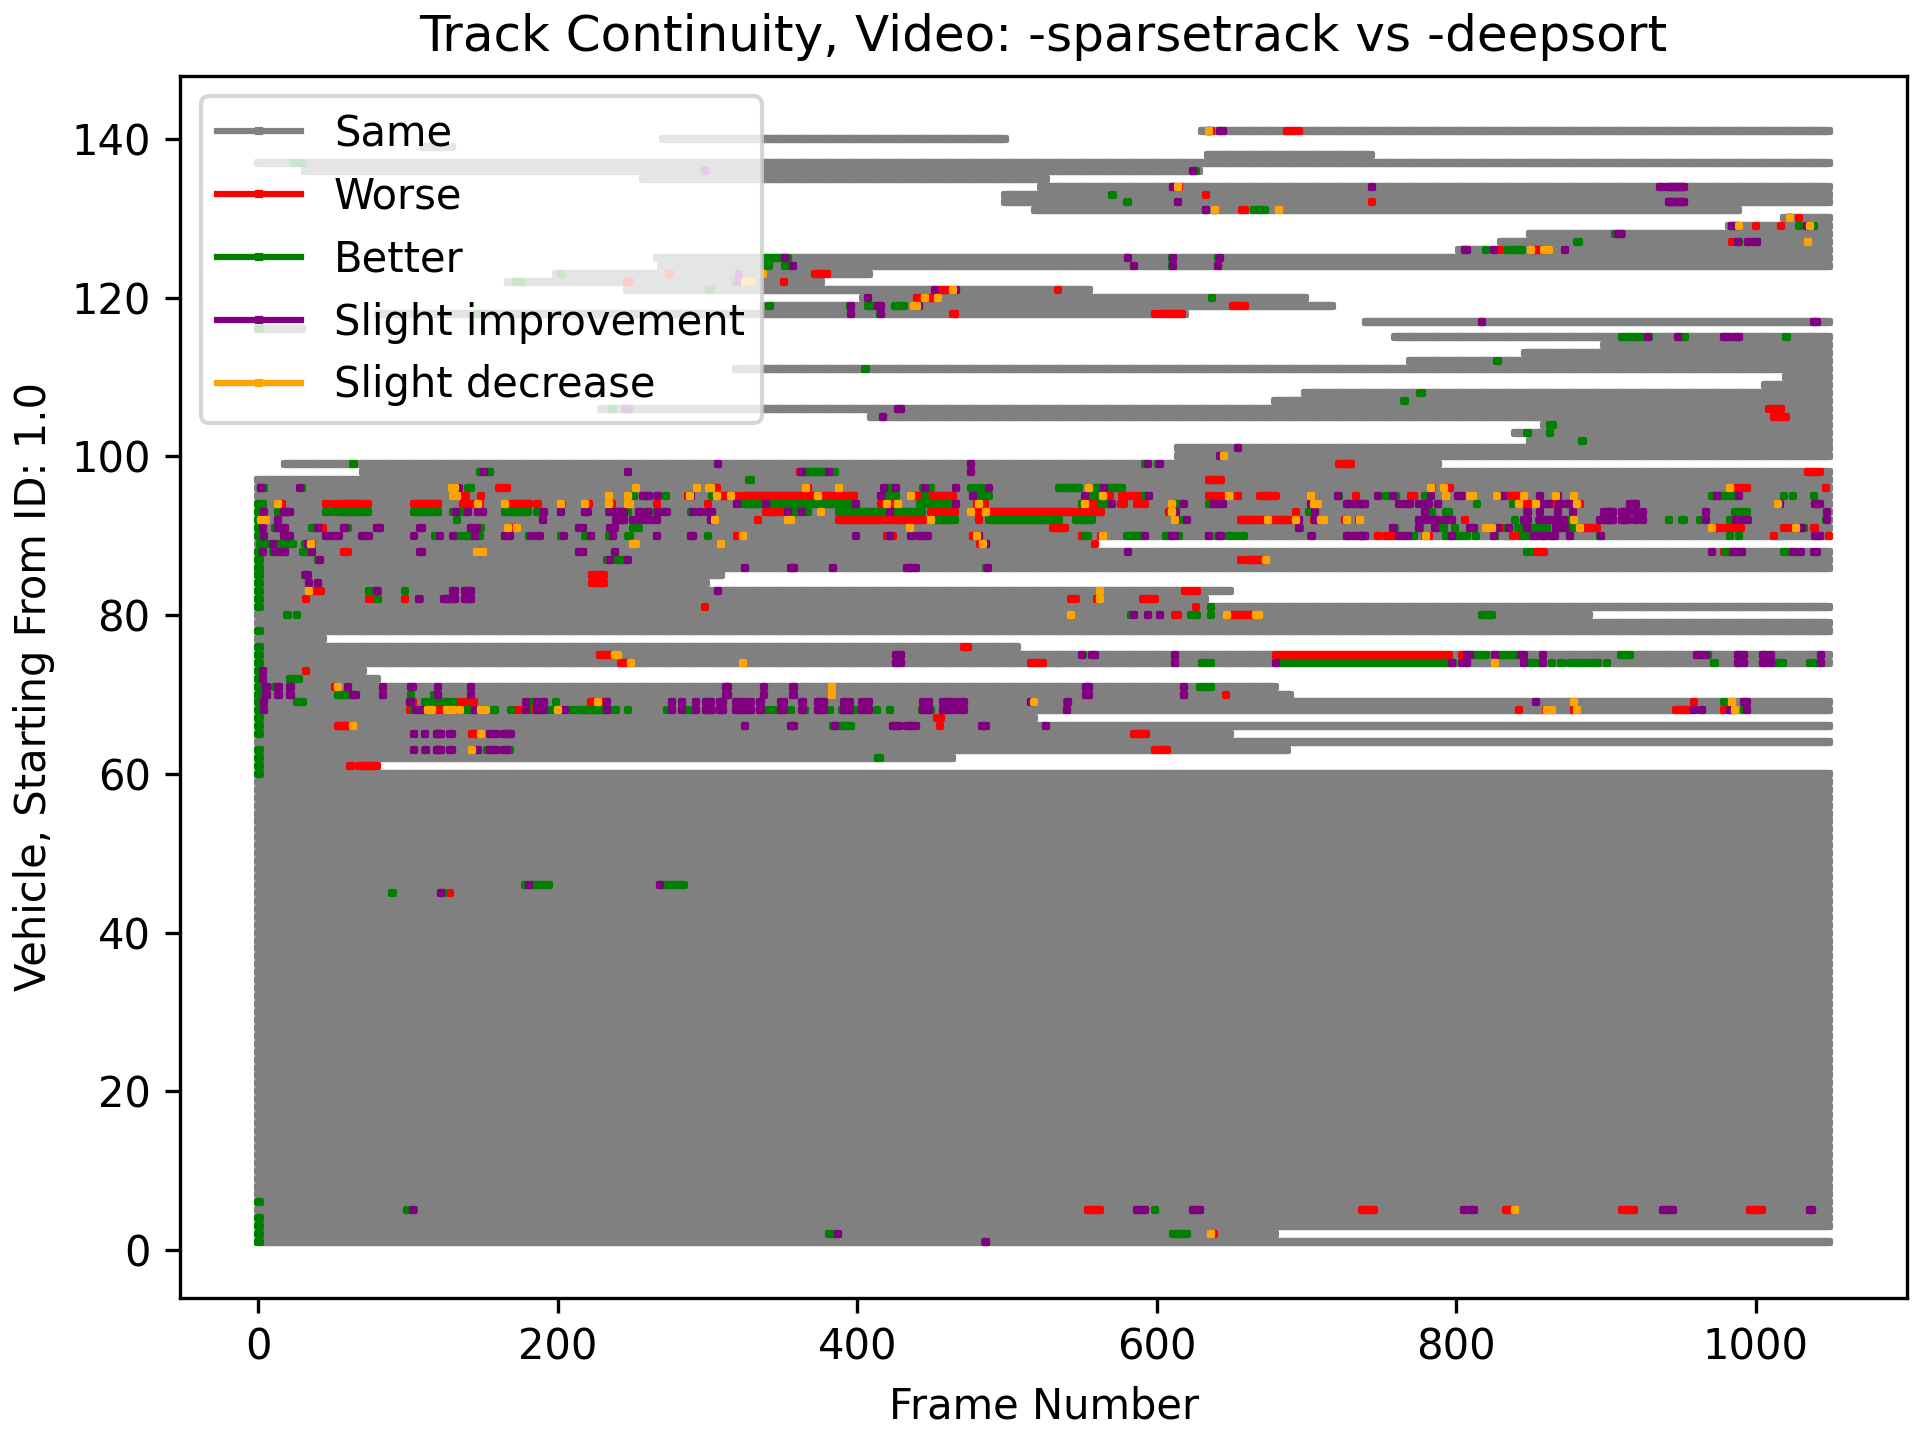 Track Continuity, Video: -sparsetrack vs -deepsort
Same
Worse
Better
Slight improvement
Slight decrease
Vehicle, Starting From ID: 1.0
140
120
100
80
60
40
20
0
0 200 400 600 800 1000
Frame Number